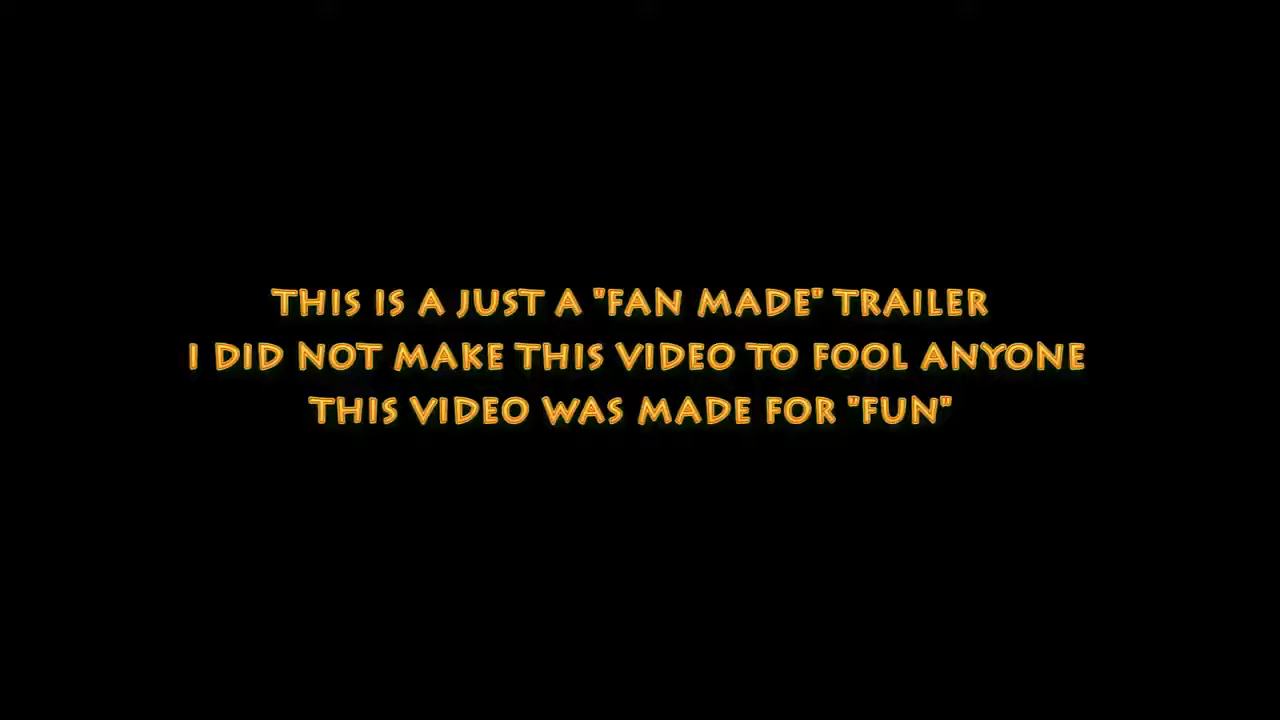 THIS IS A JUST A "FAN MADE" TRAILER
I DID NOT MAKE THIS VIDEO TO FOOL ANYONE
THIS VIDEO WAS MADE FOR "FUN"